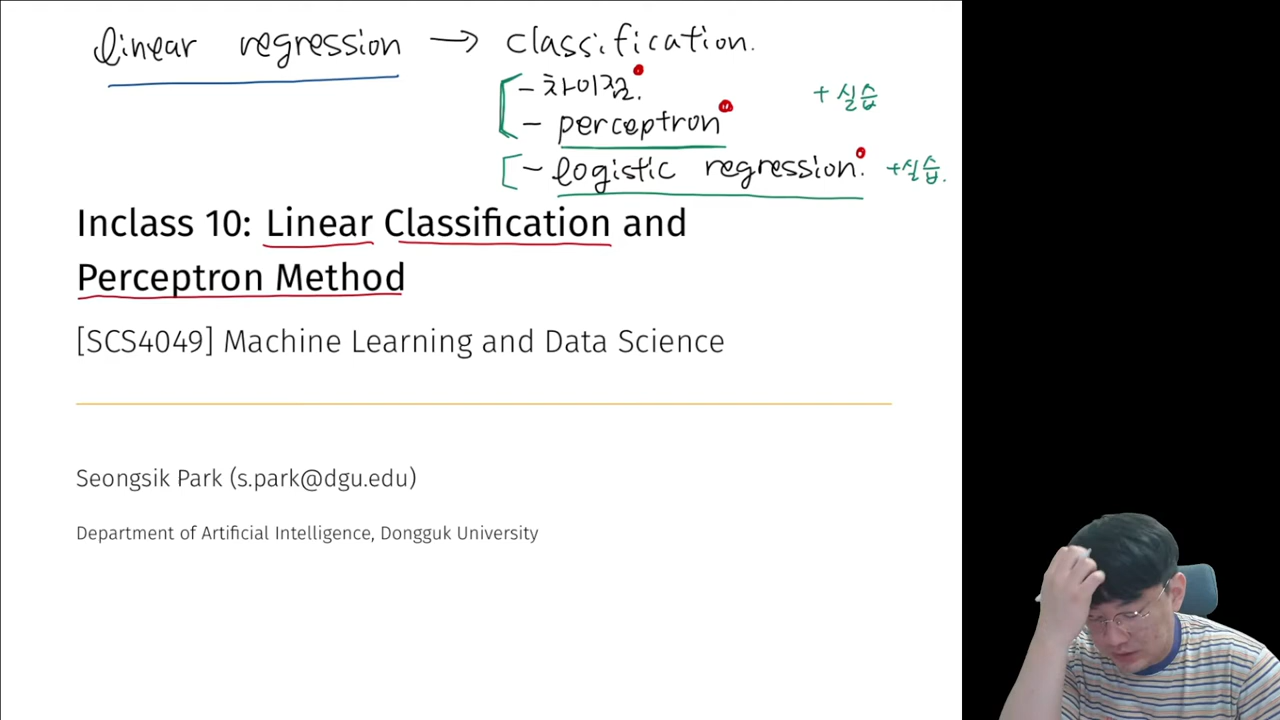 linear regression → classification.
- 차이점.
+ 실습
- perceptron
- logistic regression. +실습.
Inclass 10: Linear Classification and
Perceptron Method
[SCS4049] Machine Learning and Data Science
Seongsik Park (s.park@dgu.edu)
Department of Artificial Intelligence, Dongguk University